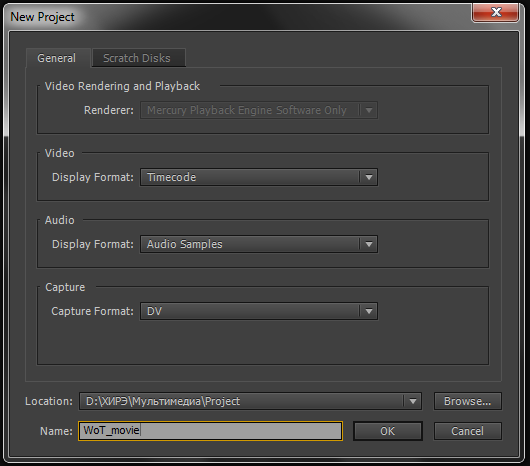 New Project
General Scratch Disks
Video Rendering and Playback
Renderer: Mercury Playback Engine Software Only
Video
Display Format: Timecode
Audio
Display Format: Audio Samples
Capture
Capture Format: DV
Location: D:\ХИРЭ\Мультимедиа\Project Browse...
Name: WoT_movie OK Cancel